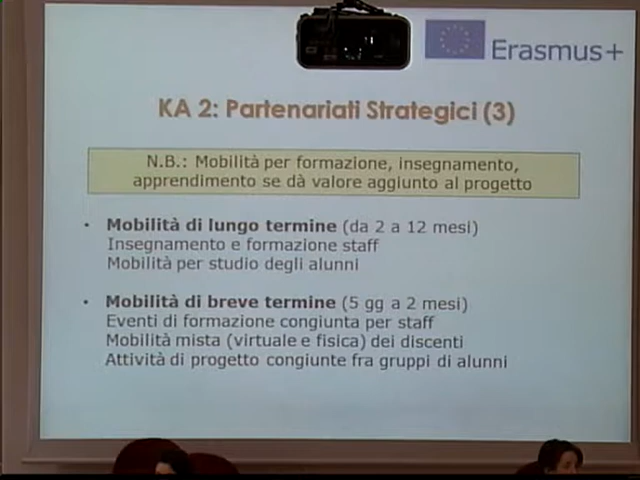 Erasmus+
KA 2: Partenariati Strategici (3)
N.B.: Mobilità per formazione, insegnamento,
apprendimento se dà valore aggiunto al progetto
• Mobilità di lungo termine (da 2 a 12 mesi)
Insegnamento e formazione staff
Mobilità per studio degli alunni
• Mobilità di breve termine (5 gg a 2 mesi)
Eventi di formazione congiunta per staff
Mobilità mista (virtuale e fisica) dei discenti
Attività di progetto congiunte fra gruppi di alunni